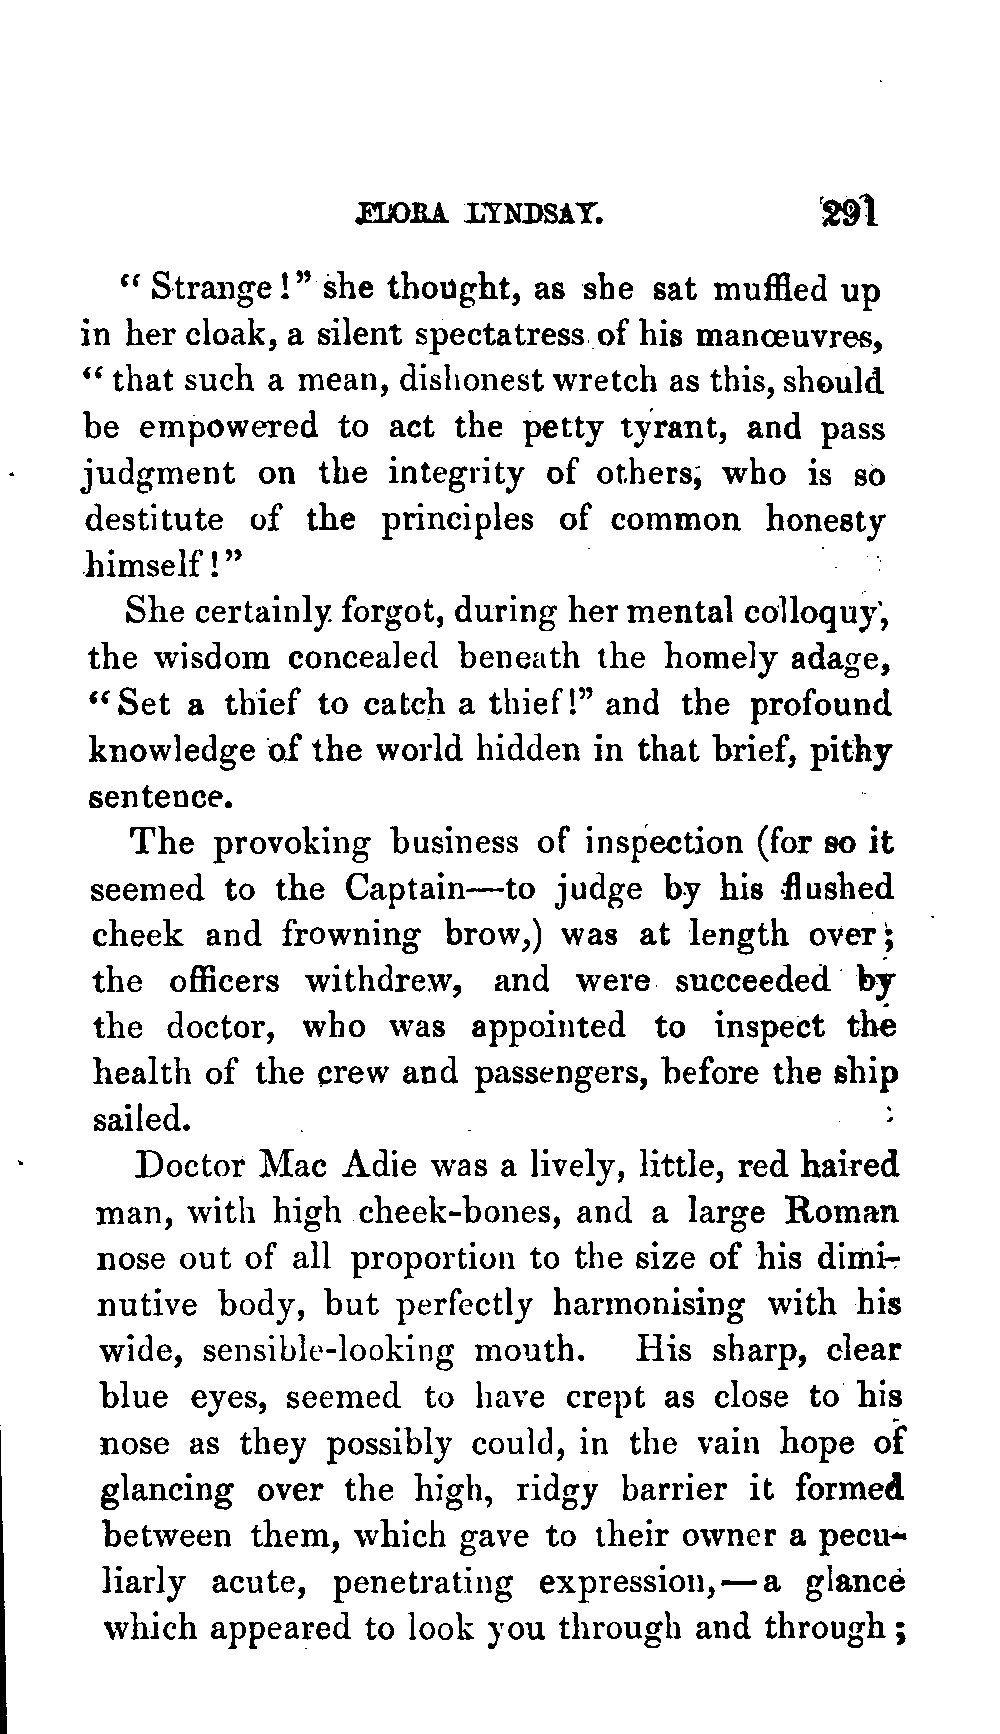 FLORA LYNDSAY. 291
“ Strange!” she thought, as she sat muffled up
in her cloak, a silent spectatress of his manœuvres,
“ that such a mean, dishonest wretch as this, should
be empowered to act the petty tyrant, and pass
judgment on the integrity of others, who is so
destitute of the principles of common honesty
himself!”
She certainly forgot, during her mental colloquy,
the wisdom concealed beneath the homely adage,
“Set a thief to catch a thief!” and the profound
knowledge of the world hidden in that brief, pithy
sentence.
The provoking business of inspection (for so it
seemed to the Captain—to judge by his flushed
cheek and frowning brow,) was at length over;
the officers withdrew, and were succeeded by
the doctor, who was appointed to inspect the
health of the crew and passengers, before the ship
sailed.
Doctor Mac Adie was a lively, little, red haired
man, with high cheek-bones, and a large Roman
nose out of all proportion to the size of his dimi-
nutive body, but perfectly harmonising with his
wide, sensible-looking mouth. His sharp, clear
blue eyes, seemed to have crept as close to his
nose as they possibly could, in the vain hope of
glancing over the high, ridgy barrier it formed
between them, which gave to their owner a pecu-
liarly acute, penetrating expression,—a glance
which appeared to look you through and through;